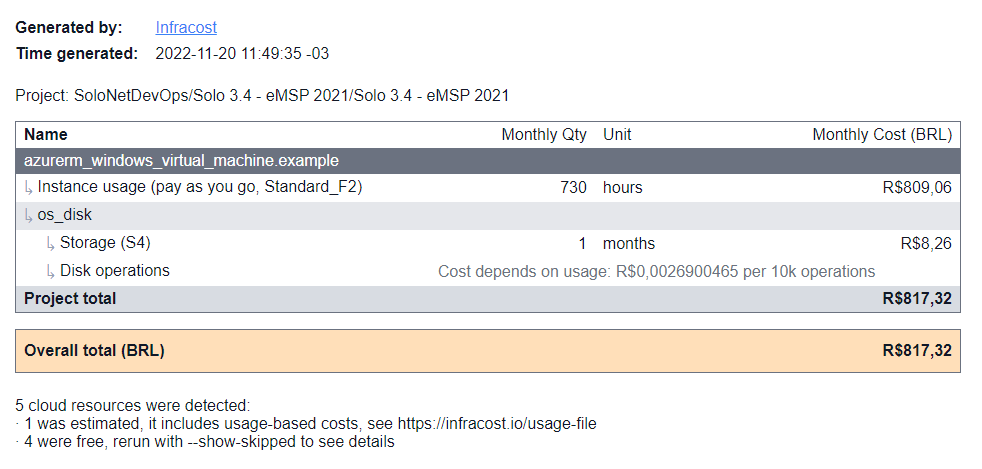 Generated by: Infracost
Time generated: 2022-11-20 11:49:35 -03
Project: SoloNetDevOps/Solo 3.4 - eMSP 2021/Solo 3.4 - eMSP 2021
Name Monthly Qty Unit Monthly Cost (BRL)
azurerm_windows_virtual_machine.example
↳ Instance usage (pay as you go, Standard_F2) 730 hours R$809,06
↳ os_disk
↳ Storage (S4) 1 months R$8,26
↳ Disk operations Cost depends on usage: R$0,0026900465 per 10k operations
Project total R$817,32
Overall total (BRL) R$817,32
5 cloud resources were detected:
· 1 was estimated, it includes usage-based costs, see https://infracost.io/usage-file
· 4 were free, rerun with --show-skipped to see details